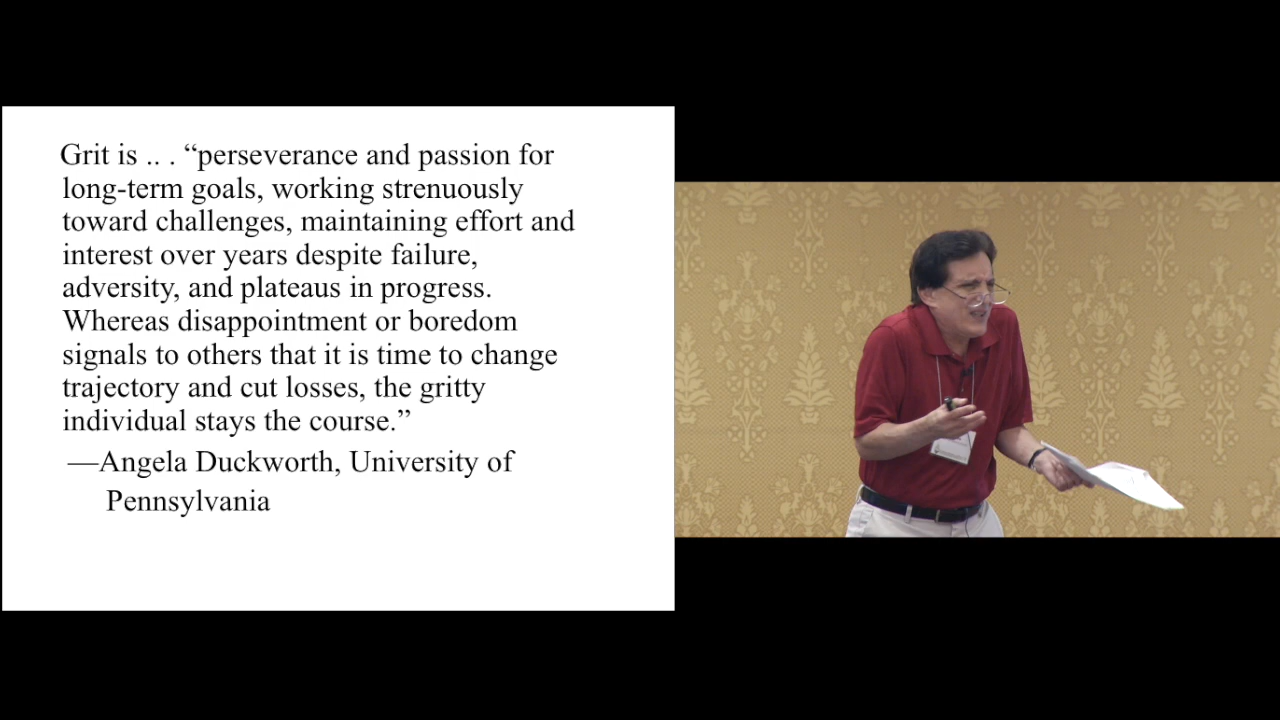 Grit is .. . “perseverance and passion for
long-term goals, working strenuously
toward challenges, maintaining effort and
interest over years despite failure,
adversity, and plateaus in progress.
Whereas disappointment or boredom
signals to others that it is time to change
trajectory and cut losses, the gritty
individual stays the course.”
—Angela Duckworth, University of
Pennsylvania